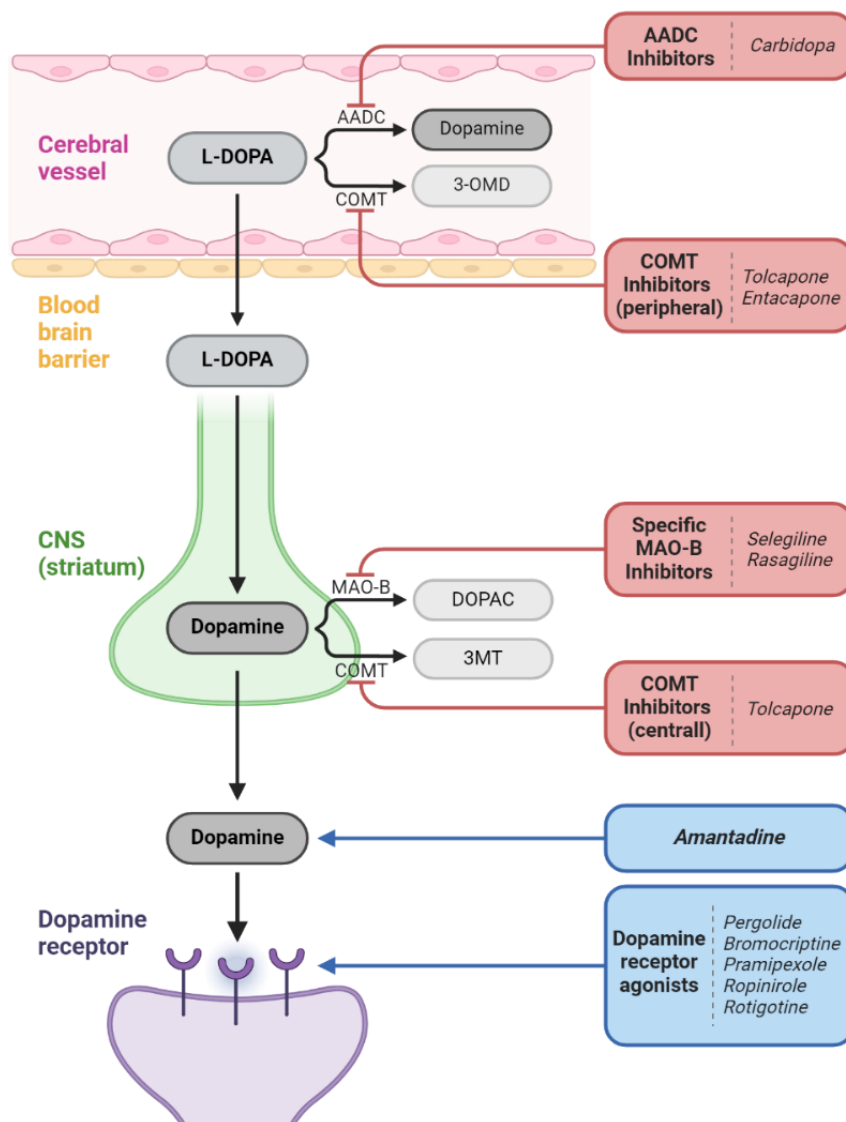 AADC
Inhibitors
Carbidopa
Cerebral
vessel
L-DOPA
AADC
Dopamine
3-OMD
COMT
COMT
Inhibitors
(peripheral)
Tolcapone
Entacapone
Blood
brain
barrier
L-DOPA
CNS
(striatum)
Specific
MAO-B
Inhibitors
Selegiline
Rasagiline
MAO-B
DOPAC
Dopamine
3MT
COMT
COMT
Inhibitors
(centrall)
Tolcapone
Dopamine
Amantadine
Dopamine
receptor
Dopamine
receptor
agonists
Pergolide
Bromocriptine
Pramipexole
Ropinirole
Rotigotine